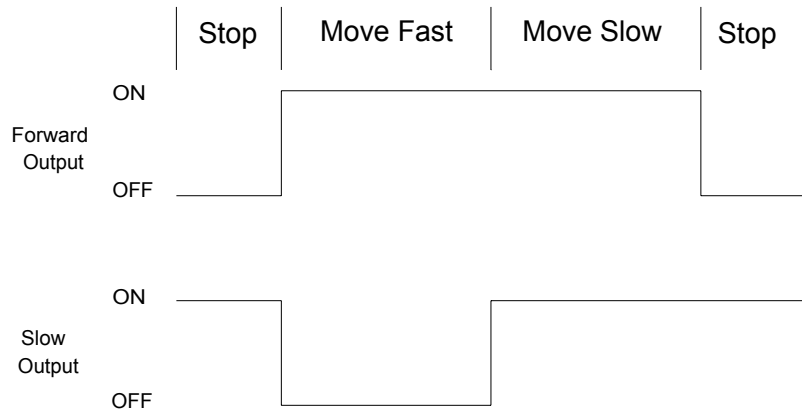 Stop Move Fast Move Slow Stop
ON
Forward
Output
OFF
ON
Slow
Output
OFF